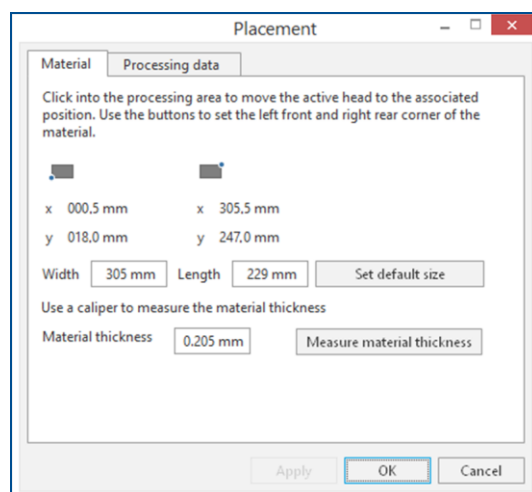 Placement
Material Processing data
Click into the processing area to move the active head to the associated
position. Use the buttons to set the left front and right rear corner of the
material.
x 000,5 mm x 305,5 mm
y 018,0 mm y 247,0 mm
Width 305 mm Length 229 mm Set default size
Use a caliper to measure the material thickness
Material thickness 0.205 mm Measure material thickness
Apply OK Cancel